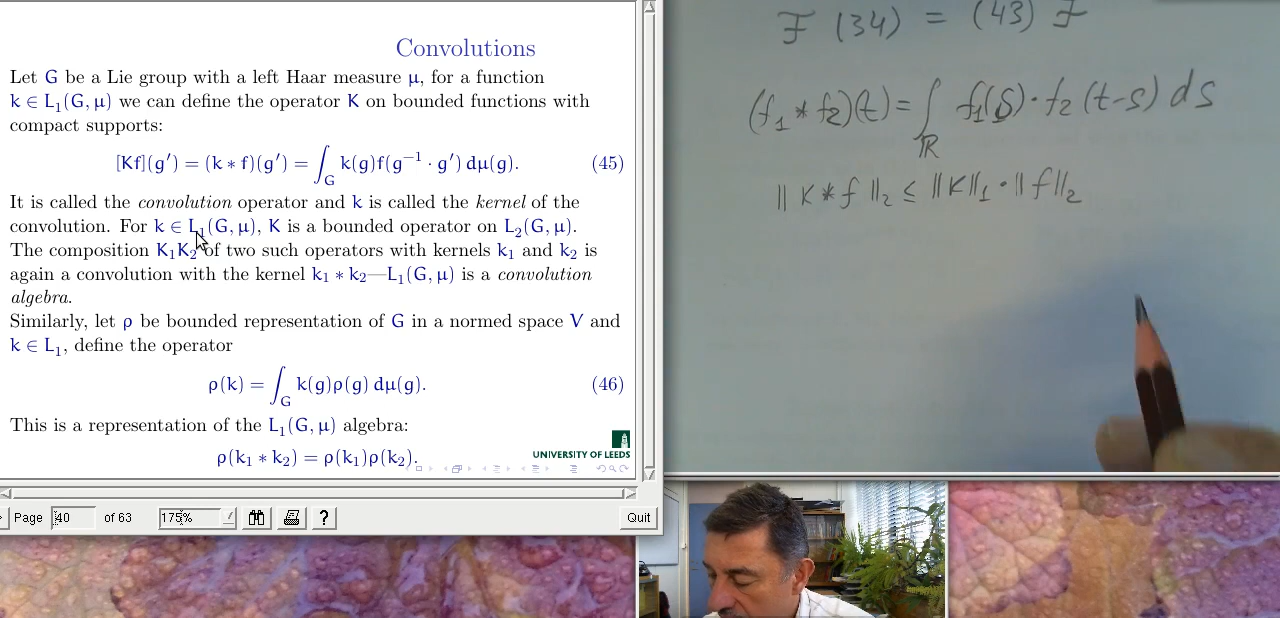 Convolutions
Let G be a Lie group with a left Haar measure μ, for a function
k ∈ L₁(G, μ) we can define the operator K on bounded functions with
compact supports:
[Kf](g′) = (k ∗ f)(g′) = ∫_G k(g)f(g⁻¹ · g′) dμ(g). (45)
It is called the convolution operator and k is called the kernel of the
convolution. For k ∈ L₁(G, μ), K is a bounded operator on L₂(G, μ).
The composition K₁K₂ of two such operators with kernels k₁ and k₂ is
again a convolution with the kernel k₁ ∗ k₂—L₁(G, μ) is a convolution
algebra.
Similarly, let ρ be bounded representation of G in a normed space V and
k ∈ L₁, define the operator
ρ(k) = ∫_G k(g)ρ(g) dμ(g). (46)
This is a representation of the L₁(G, μ) algebra:
ρ(k₁ ∗ k₂) = ρ(k₁)ρ(k₂).
UNIVERSITY OF LEEDS
Page 40 of 63 175% ? Quit
F (34) = (43) F
(f₁ ∗ f₂)(t) = ∫_ℝ f₁(s) · f₂(t-s) ds
‖K ∗ f‖₂ ≤ ‖K‖₁ · ‖f‖₂